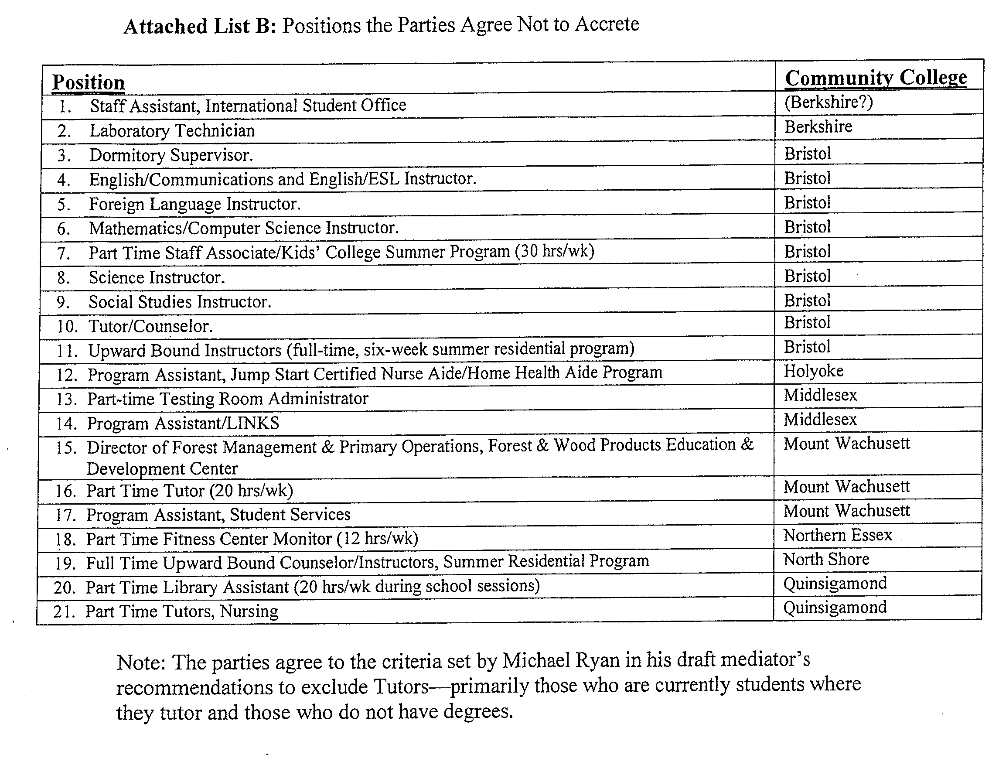 Attached List B: Positions the Parties Agree Not to Accrete
Position Community College
1. Staff Assistant, International Student Office (Berkshire?)
2. Laboratory Technician Berkshire
3. Dormitory Supervisor. Bristol
4. English/Communications and English/ESL Instructor. Bristol
5. Foreign Language Instructor. Bristol
6. Mathematics/Computer Science Instructor. Bristol
7. Part Time Staff Associate/Kids’ College Summer Program (30 hrs/wk) Bristol
8. Science Instructor. Bristol
9. Social Studies Instructor. Bristol
10. Tutor/Counselor. Bristol
11. Upward Bound Instructors (full-time, six-week summer residential program) Bristol
12. Program Assistant, Jump Start Certified Nurse Aide/Home Health Aide Program Holyoke
13. Part-time Testing Room Administrator Middlesex
14. Program Assistant/LINKS Middlesex
15. Director of Forest Management & Primary Operations, Forest & Wood Products Education & Mount Wachusett
Development Center
16. Part Time Tutor (20 hrs/wk) Mount Wachusett
17. Program Assistant, Student Services Mount Wachusett
18. Part Time Fitness Center Monitor (12 hrs/wk) Northern Essex
19. Full Time Upward Bound Counselor/Instructors, Summer Residential Program North Shore
20. Part Time Library Assistant (20 hrs/wk during school sessions) Quinsigamond
21. Part Time Tutors, Nursing Quinsigamond
Note: The parties agree to the criteria set by Michael Ryan in his draft mediator’s
recommendations to exclude Tutors—primarily those who are currently students where
they tutor and those who do not have degrees.